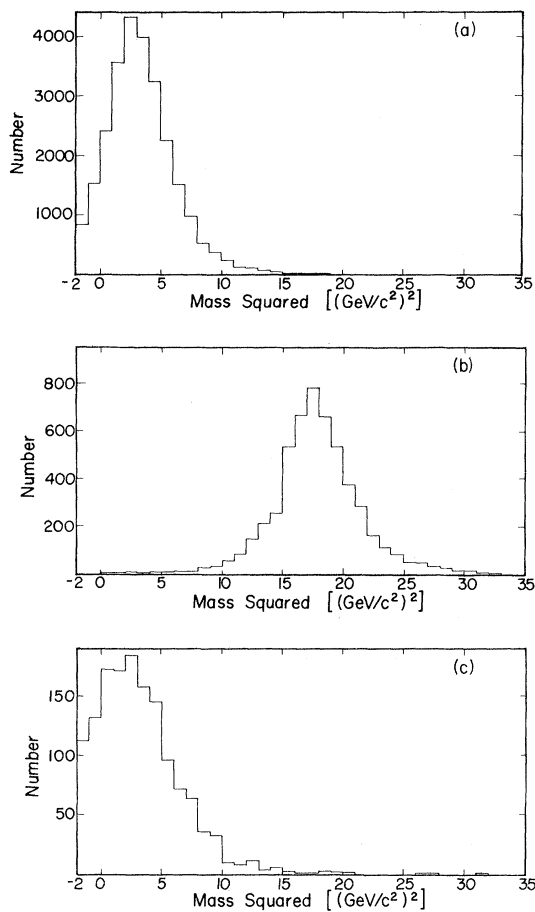 (a)
4000
3000
2000
1000
Number
-2 0 5 10 15 20 25 30 35
Mass Squared [(GeV/c²)²]
(b)
800
600
400
200
Number
-2 0 5 10 15 20 25 30 35
Mass Squared [(GeV/c²)²]
(c)
150
100
50
Number
-2 0 5 10 15 20 25 30 35
Mass Squared [(GeV/c²)²]